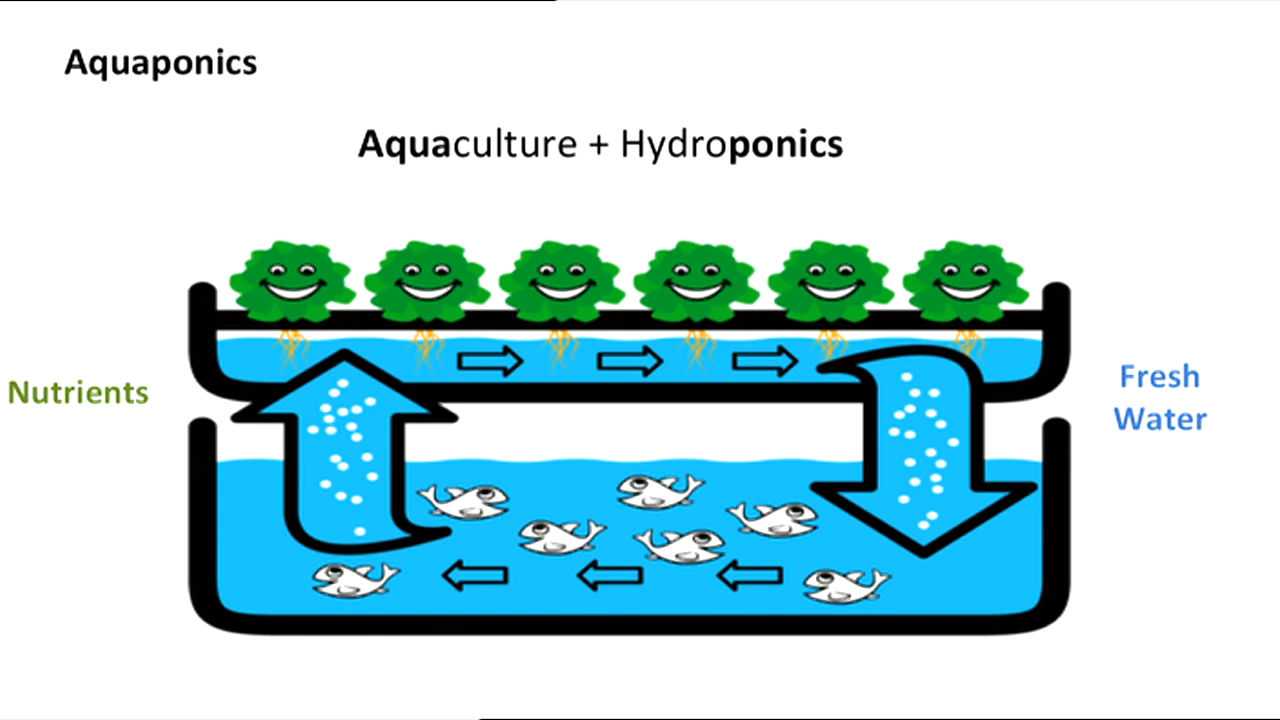 Aquaponics
Aquaculture + Hydroponics
Nutrients
Fresh
Water